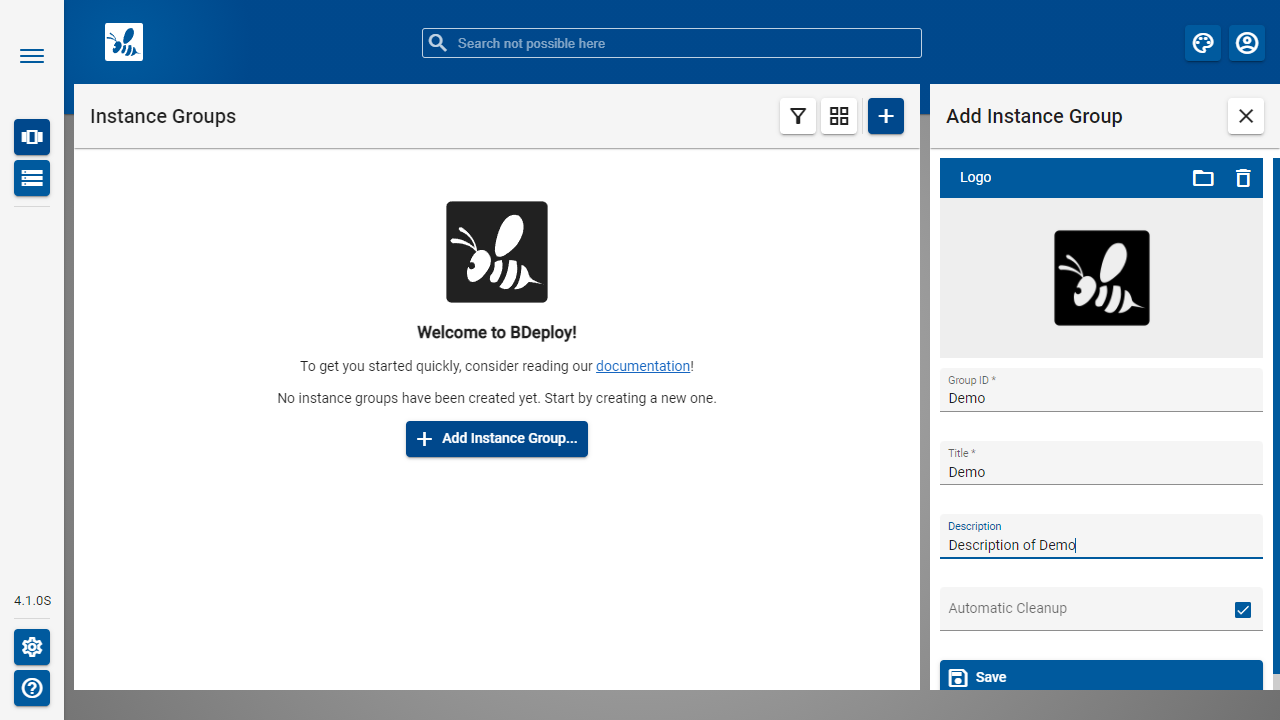 Search not possible here
Instance Groups
Add Instance Group
Logo
Welcome to BDeploy!
To get you started quickly, consider reading our documentation!
No instance groups have been created yet. Start by creating a new one.
Add Instance Group...
Group ID *
Demo
Title *
Demo
Description
Description of Demo
Automatic Cleanup
Save
4.1.0S